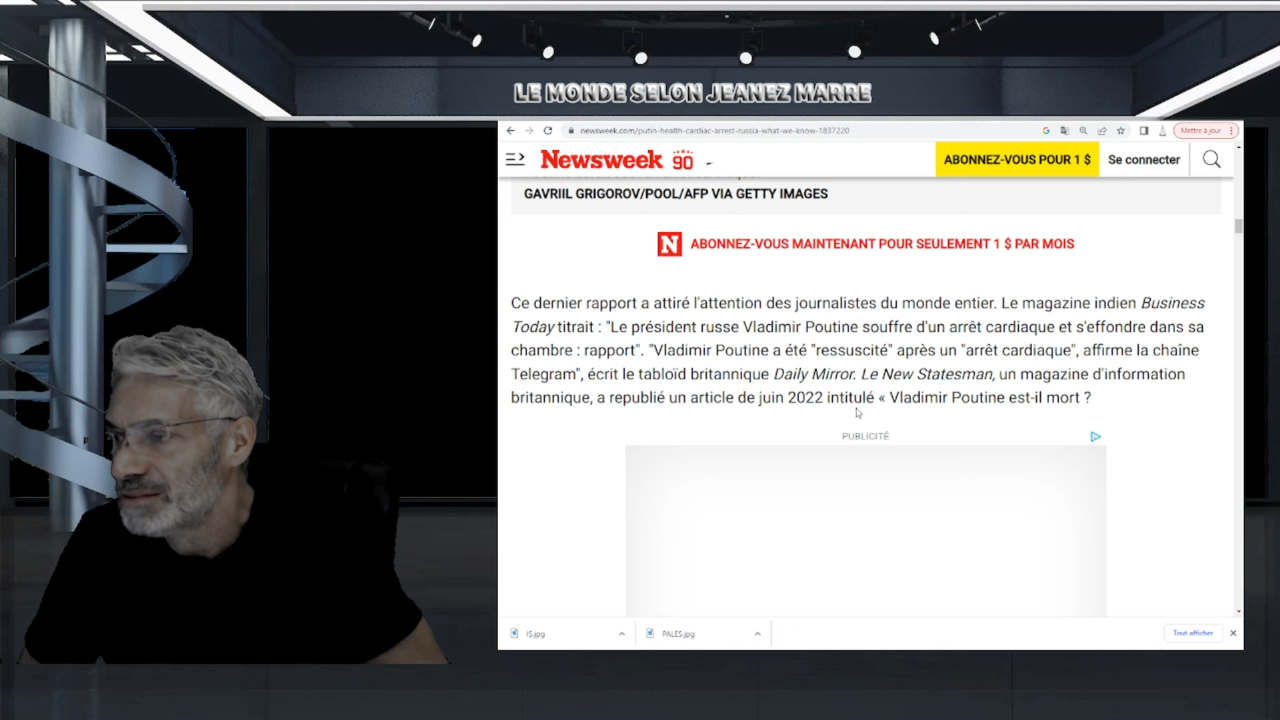 LE MONDE SELON JEANEZ MARRE
newsweek.com/putin-health-cardiac-arrest-russia-what-we-know-1837220
Mettre à jour
Newsweek 90
ABONNEZ-VOUS POUR 1 $
Se connecter
GAVRIIL GRIGOROV/POOL/AFP VIA GETTY IMAGES
N ABONNEZ-VOUS MAINTENANT POUR SEULEMENT 1 $ PAR MOIS
Ce dernier rapport a attiré l'attention des journalistes du monde entier. Le magazine indien Business
Today titrait : "Le président russe Vladimir Poutine souffre d'un arrêt cardiaque et s'effondre dans sa
chambre : rapport". "Vladimir Poutine a été "ressuscité" après un "arrêt cardiaque", affirme la chaîne
Telegram", écrit le tabloïd britannique Daily Mirror. Le New Statesman, un magazine d'information
britannique, a republié un article de juin 2022 intitulé « Vladimir Poutine est-il mort ?
PUBLICITÉ
IS.jpg
PALES.jpg
Tout afficher